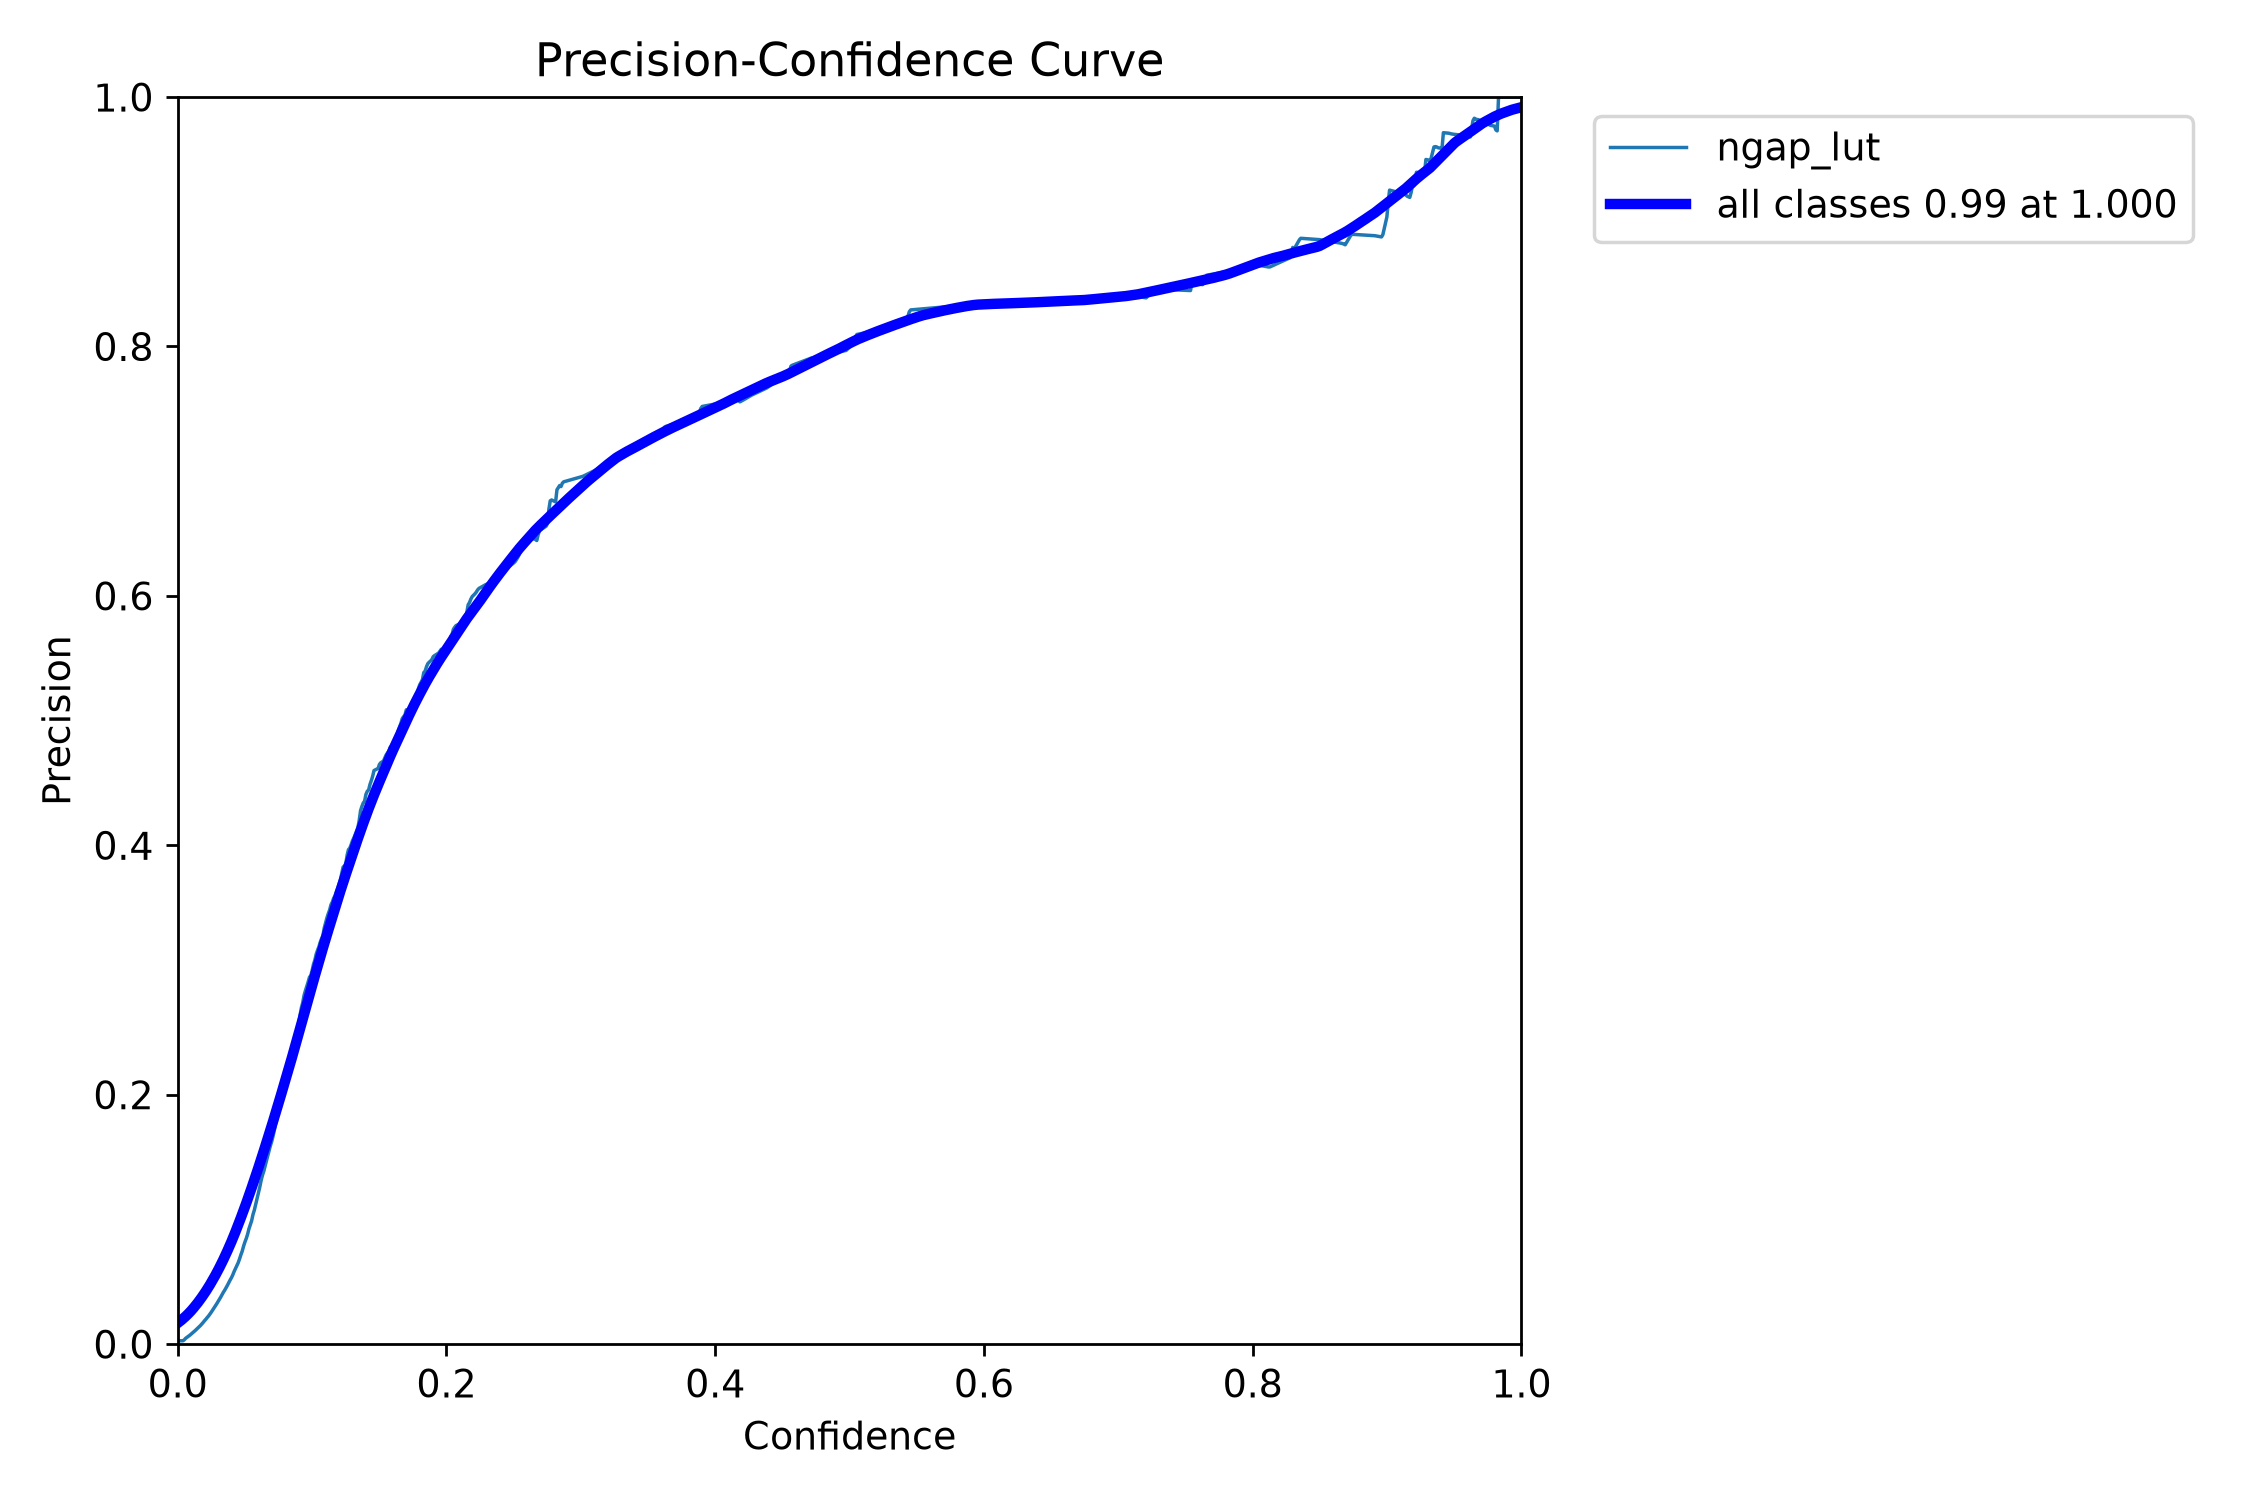 Precision-Confidence Curve
1.0
0.8
0.6
0.4
0.2
0.0
Precision
0.0 0.2 0.4 0.6 0.8 1.0
Confidence
ngap_lut
all classes 0.99 at 1.000